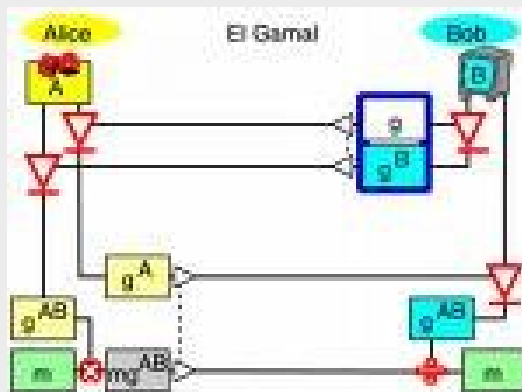 Alice El Gamal Bob
A B
g
g^B
g^A
g^AB g^AB
m mg^AB m